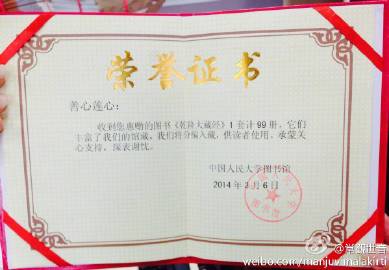 荣誉证书
善心莲心：
收到您惠赠的图书《乾隆大藏经》1套计99册，它们
丰富了我们的馆藏，我们将分编入藏，供读者使用。承蒙关
心支持，深表谢忱。
中国人民大学图书馆
2014年3月6日
@常觀世音
weibo.com/manjuvimalakirti